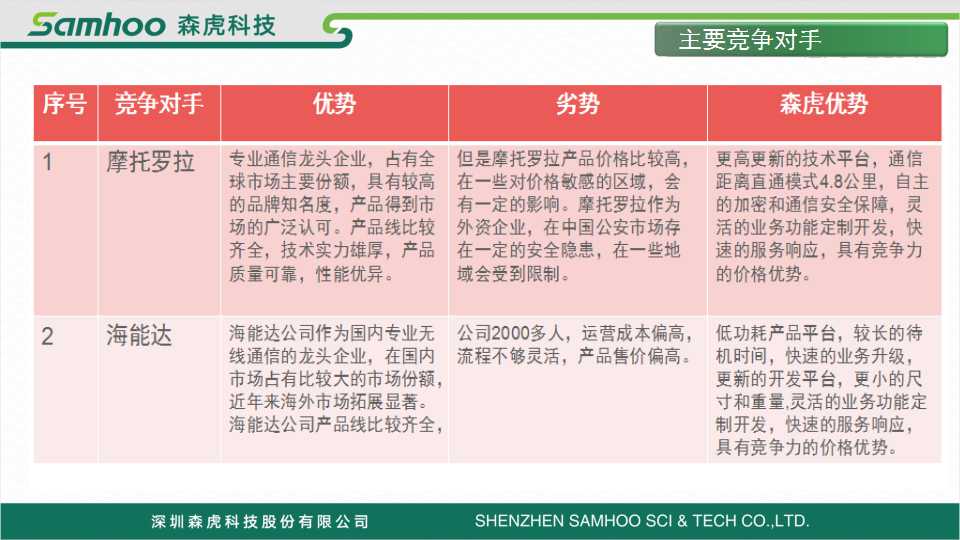 Samhoo 森虎科技
主要竞争对手
序号 竞争对手 优势 劣势 森虎优势
1 摩托罗拉
专业通信龙头企业，占有全
球市场主要份额，具有较高
的品牌知名度，产品得到市
场的广泛认可。产品线比较
齐全，技术实力雄厚，产品
质量可靠，性能优异。
但是摩托罗拉产品价格比较高，
在一些对价格敏感的区域，会
有一定的影响。摩托罗拉作为
外资企业，在中国公安市场存
在一定的安全隐患，在一些地
域会受到限制。
更高更新的技术平台，通信
距离直通模式4.8公里，自主
的加密和通信安全保障，灵
活的业务功能定制开发，快
速的服务响应，具有竞争力
的价格优势。
2 海能达
海能达公司作为国内专业无
线通信的龙头企业，在国内
市场占有比较大的市场份额，
近年来海外市场拓展显著。
海能达公司产品线比较齐全，
公司2000多人，运营成本偏高，
流程不够灵活，产品售价偏高。
低功耗产品平台，较长的待
机时间，快速的业务升级，
更新的开发平台，更小的尺
寸和重量,灵活的业务功能定
制开发，快速的服务响应，
具有竞争力的价格优势。
深圳森虎科技股份有限公司 SHENZHEN SAMHOO SCI & TECH CO.,LTD.